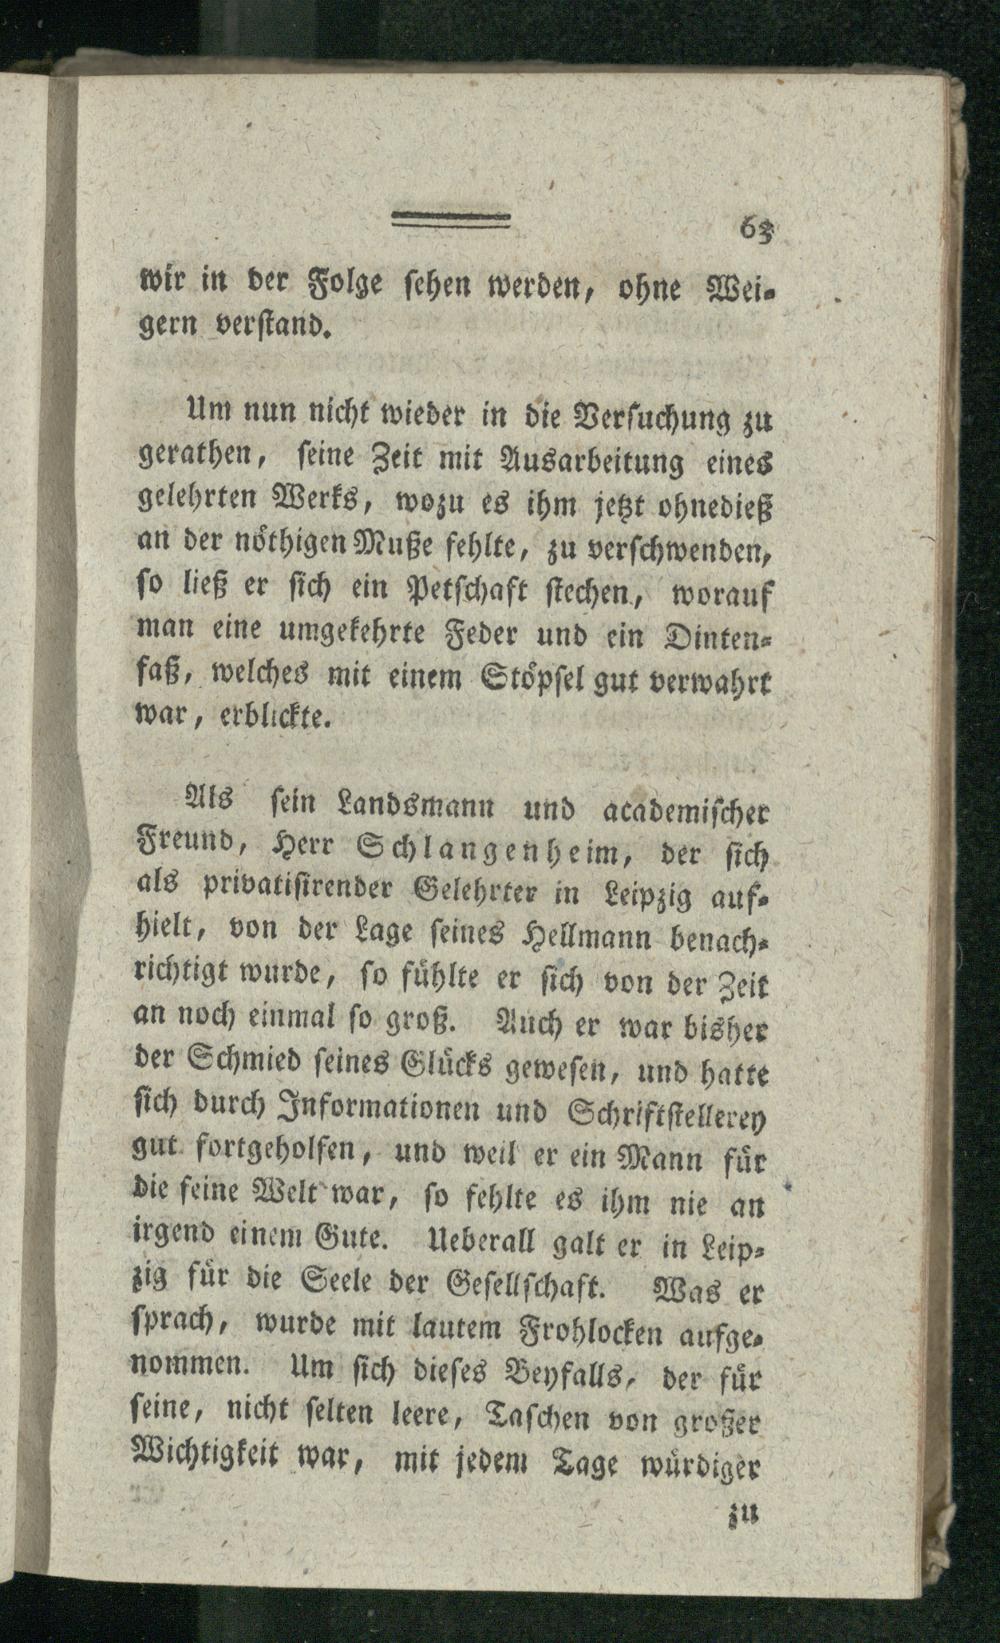 63
wir in der Folge sehen werden, ohne Wei-
gern verstand.
Um nun nicht wieder in die Versuchung zu
gerathen, seine Zeit mit Ausarbeitung eines
gelehrten Werks, wozu es ihm jetzt ohnedieß
an der nöthigen Muße fehlte, zu verschwenden,
so ließ er sich ein Petschaft stechen, worauf
man eine umgekehrte Feder und ein Dinten-
faß, welches mit einem Stöpsel gut verwahrt
war, erblickte.
Als sein Landsmann und academischer
Freund, Herr Schlangenheim, der sich
als privatisirender Gelehrter in Leipzig auf-
hielt, von der Lage seines Hellmann benach-
richtigt wurde, so fühlte er sich von der Zeit
an noch einmal so groß. Auch er war bisher
der Schmied seines Glücks gewesen, und hatte
sich durch Informationen und Schriftstellerey
gut fortgeholfen, und weil er ein Mann für
die feine Welt war, so fehlte es ihm nie an
irgend einem Gute. Ueberall galt er in Leip-
zig für die Seele der Gesellschaft. Was er
sprach, wurde mit lautem Frohlocken aufge-
nommen. Um sich dieses Beyfalls, der für
seine, nicht selten leere, Taschen von großer
Wichtigkeit war, mit jedem Tage würdiger
zu